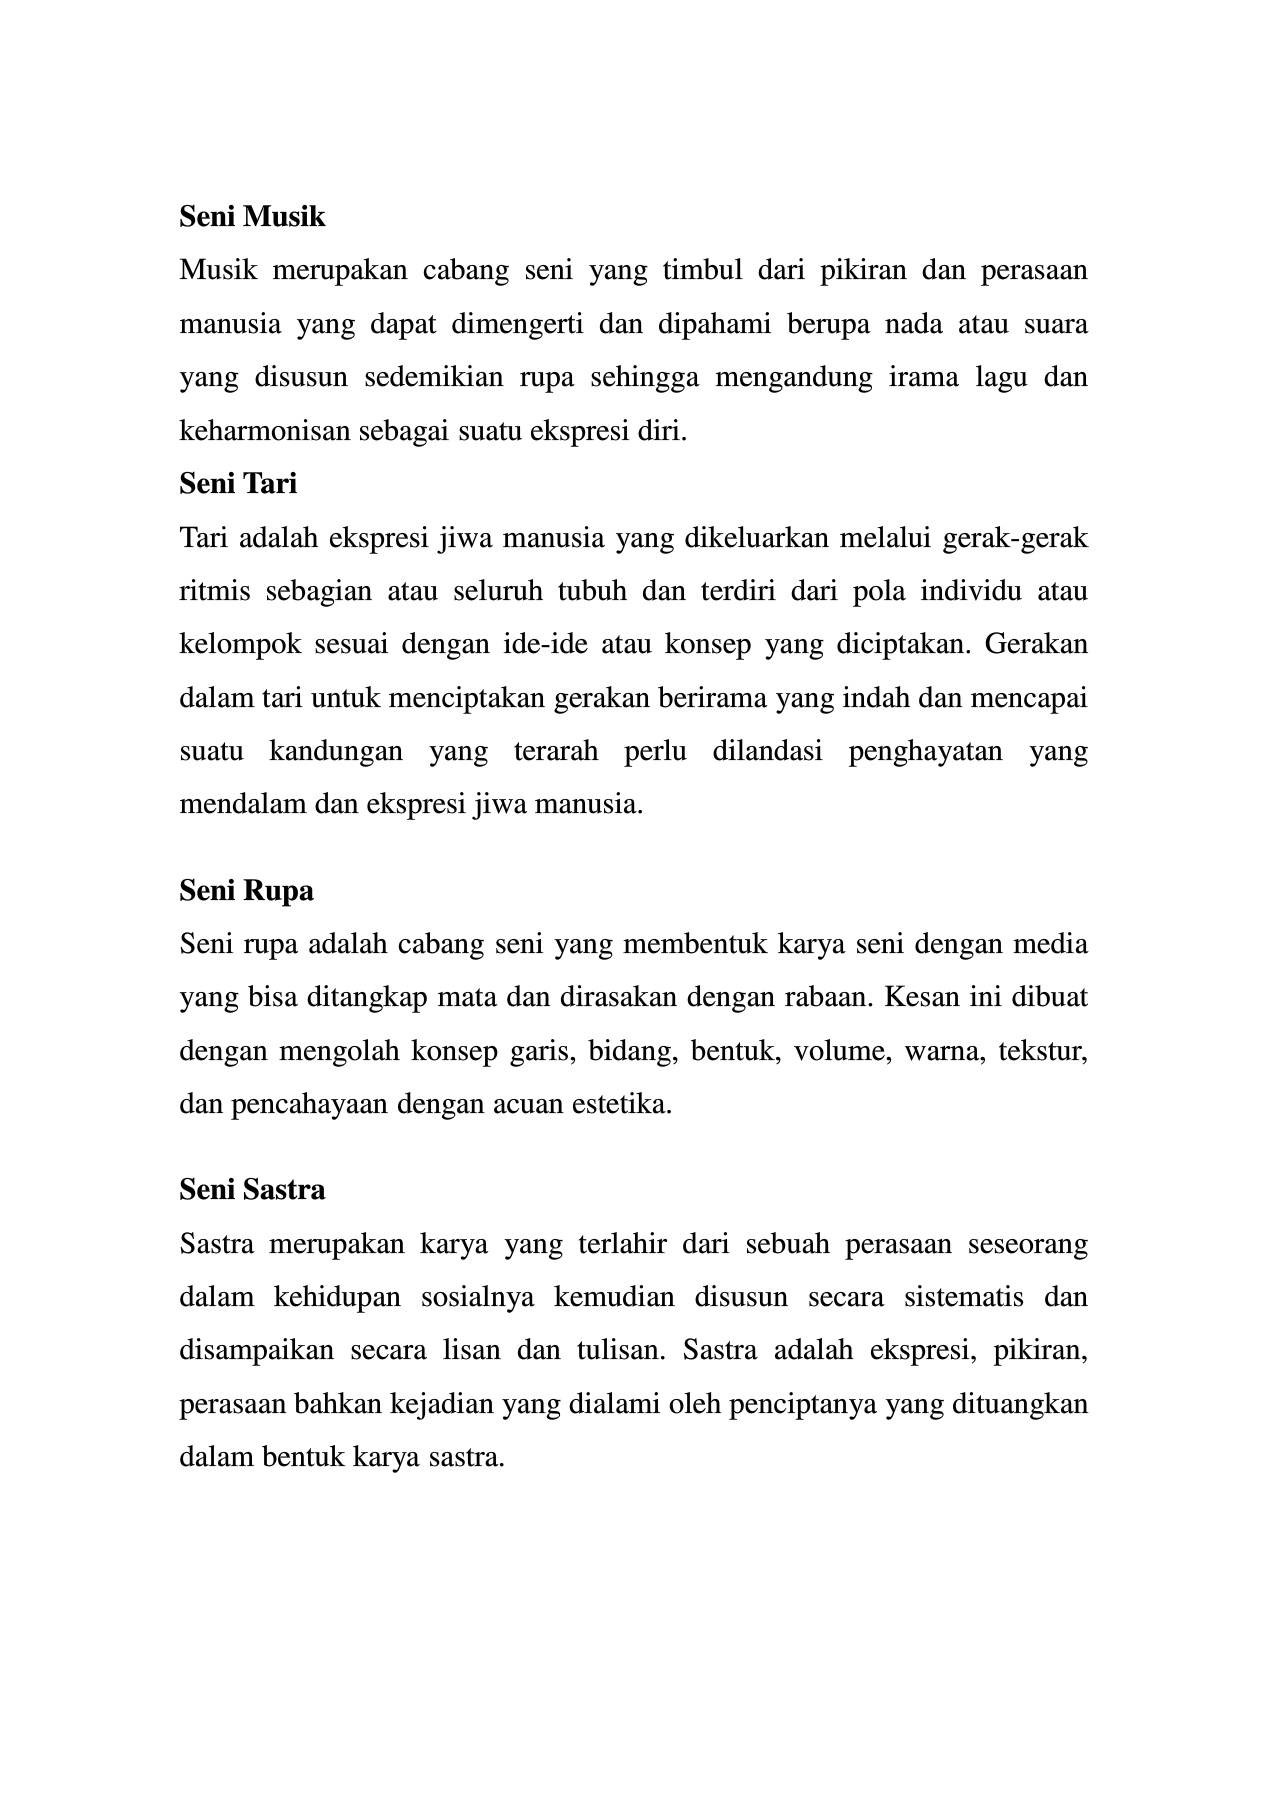 Seni Musik
Musik merupakan cabang seni yang timbul dari pikiran dan perasaan
manusia yang dapat dimengerti dan dipahami berupa nada atau suara
yang disusun sedemikian rupa sehingga mengandung irama lagu dan
keharmonisan sebagai suatu ekspresi diri.
Seni Tari
Tari adalah ekspresi jiwa manusia yang dikeluarkan melalui gerak-gerak
ritmis sebagian atau seluruh tubuh dan terdiri dari pola individu atau
kelompok sesuai dengan ide-ide atau konsep yang diciptakan. Gerakan
dalam tari untuk menciptakan gerakan berirama yang indah dan mencapai
suatu kandungan yang terarah perlu dilandasi penghayatan yang
mendalam dan ekspresi jiwa manusia.
Seni Rupa
Seni rupa adalah cabang seni yang membentuk karya seni dengan media
yang bisa ditangkap mata dan dirasakan dengan rabaan. Kesan ini dibuat
dengan mengolah konsep garis, bidang, bentuk, volume, warna, tekstur,
dan pencahayaan dengan acuan estetika.
Seni Sastra
Sastra merupakan karya yang terlahir dari sebuah perasaan seseorang
dalam kehidupan sosialnya kemudian disusun secara sistematis dan
disampaikan secara lisan dan tulisan. Sastra adalah ekspresi, pikiran,
perasaan bahkan kejadian yang dialami oleh penciptanya yang dituangkan
dalam bentuk karya sastra.